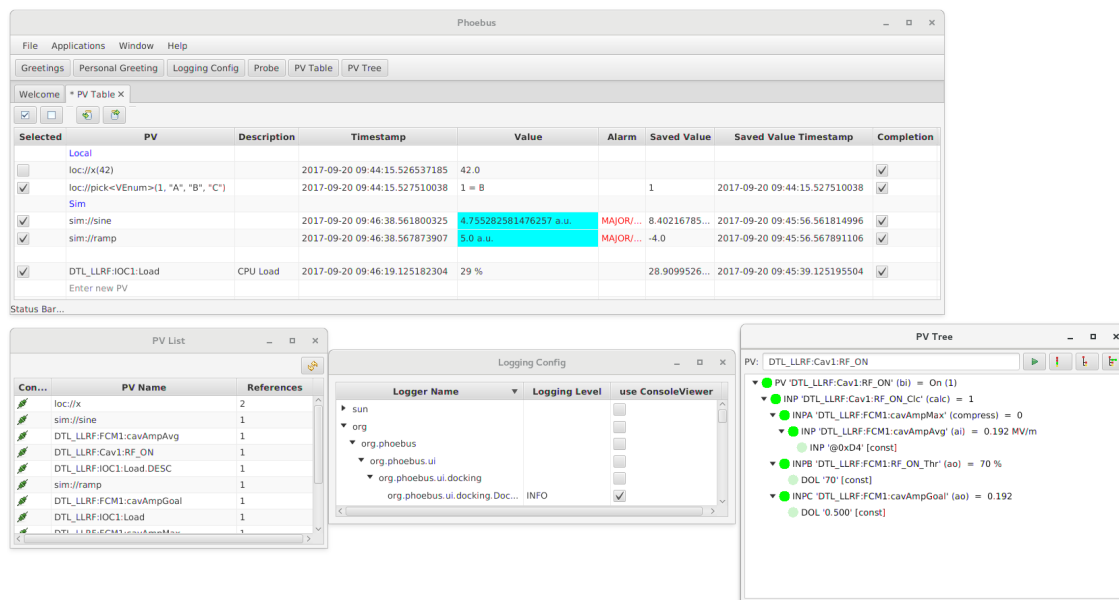 Phoebus
File Applications Window Help
Greetings Personal Greeting Logging Config Probe PV Table PV Tree
Welcome * PV Table
Selected PV Description Timestamp Value Alarm Saved Value Saved Value Timestamp Completion
Local
loc://x(42) 2017-09-20 09:44:15.526537185 42.0
loc://pick<VEnum>(1, "A", "B", "C") 2017-09-20 09:44:15.527510038 1 = B 1 2017-09-20 09:44:15.527510038
Sim
sim://sine 2017-09-20 09:46:38.561800325 4.755282581476257 a.u. MAJOR/... 8.40216785... 2017-09-20 09:45:56.561814996
sim://ramp 2017-09-20 09:46:38.567873907 5.0 a.u. MAJOR/... -4.0 2017-09-20 09:45:56.567891106
DTL_LLRF:IOC1:Load CPU Load 2017-09-20 09:46:19.125182304 29 % 28.9099526... 2017-09-20 09:45:39.125195504
Enter new PV
Status Bar...
PV List
Con... PV Name References
loc://x 2
sim://sine 1
DTL_LLRF:FCM1:cavAmpAvg 1
DTL_LLRF:Cav1:RF_ON 1
DTL_LLRF:IOC1:Load.DESC 1
sim://ramp 1
DTL_LLRF:FCM1:cavAmpGoal 1
DTL_LLRF:IOC1:Load 1
DTL_LLRF:FCM1:cavAmpMax 1
Logging Config
Logger Name Logging Level use ConsoleViewer
sun
org
org.phoebus
org.phoebus.ui
org.phoebus.ui.docking
org.phoebus.ui.docking.Doc... INFO
PV Tree
PV: DTL_LLRF:Cav1:RF_ON
PV 'DTL_LLRF:Cav1:RF_ON' (bi) = On (1)
INP 'DTL_LLRF:Cav1:RF_ON_Clc' (calc) = 1
INPA 'DTL_LLRF:FCM1:cavAmpMax' (compress) = 0
INP 'DTL_LLRF:FCM1:cavAmpAvg' (ai) = 0.192 MV/m
INP '@0xD4' [const]
INPB 'DTL_LLRF:FCM1:RF_ON_Thr' (ao) = 70 %
DOL '70' [const]
INPC 'DTL_LLRF:FCM1:cavAmpGoal' (ao) = 0.192
DOL '0.500' [const]